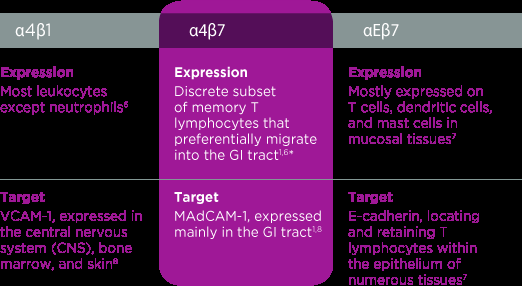 α4β1
α4β7
αEβ7
Expression
Most leukocytes
except neutrophils⁶
Expression
Discrete subset
of memory T
lymphocytes that
preferentially migrate
into the GI tract¹,⁶*
Expression
Mostly expressed on
T cells, dendritic cells,
and mast cells in
mucosal tissues⁷
Target
VCAM-1, expressed in
the central nervous
system (CNS), bone
marrow, and skin⁸
Target
MAdCAM-1, expressed
mainly in the GI tract¹,⁸
Target
E-cadherin, locating
and retaining T
lymphocytes within
the epithelium of
numerous tissues⁷